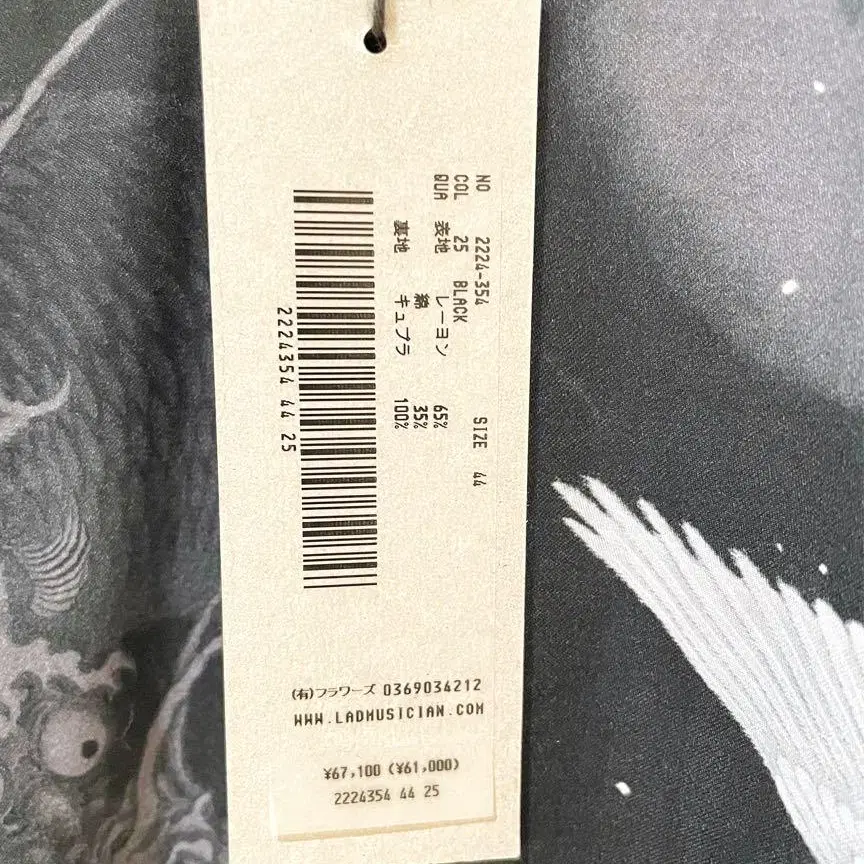 NO 2224-354 SIZE 44
COL 25 BLACK
QUA 表地 レーヨン 65%
綿 35%
裏地 キュプラ 100%
2224354 44 25
(有)フラワーズ 0369034212
WWW.LADMUSICIAN.COM
¥67,100 (¥61,000)
2224354 44 25